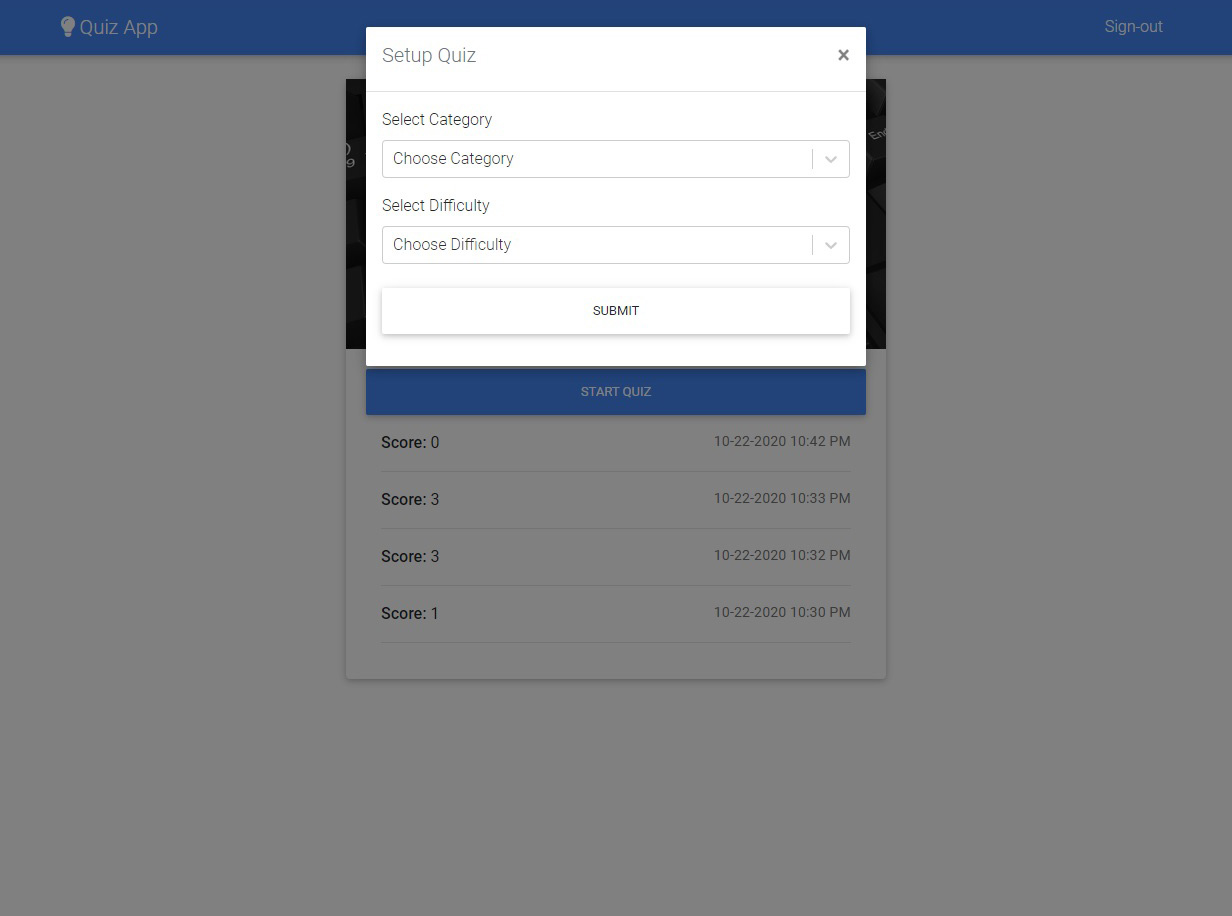 Quiz App
Sign-out
Setup Quiz
×
Select Category
Choose Category
Select Difficulty
Choose Difficulty
SUBMIT
9
End
START QUIZ
Score: 0 10-22-2020 10:42 PM
Score: 3 10-22-2020 10:33 PM
Score: 3 10-22-2020 10:32 PM
Score: 1 10-22-2020 10:30 PM